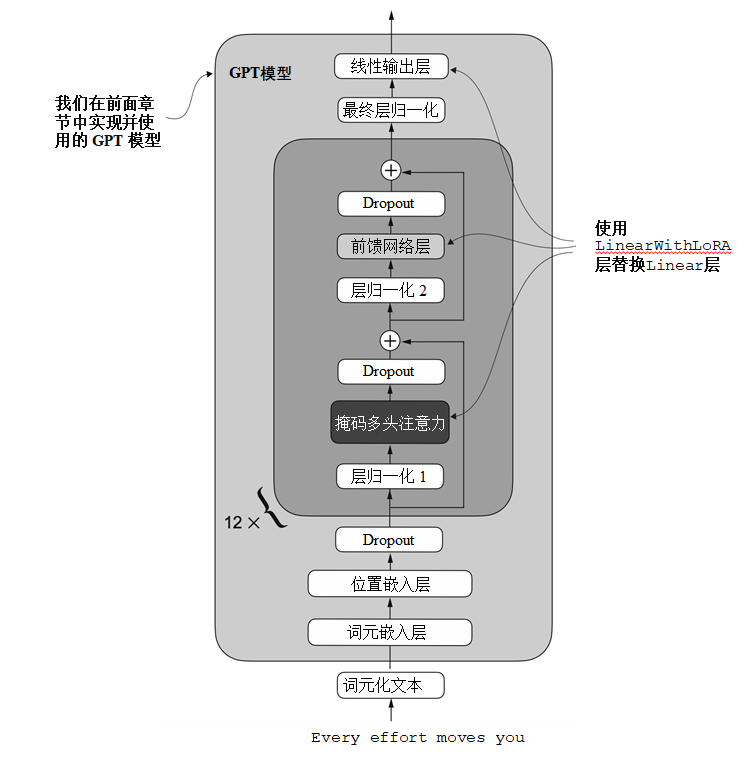 GPT模型
我们在前面章
节中实现并使
用的 GPT 模型
线性输出层
最终层归一化
Dropout
前馈网络层
层归一化 2
使用
LinearWithLoRA
层替换Linear层
Dropout
掩码多头注意力
层归一化 1
12 ×
Dropout
位置嵌入层
词元嵌入层
词元化文本
Every effort moves you